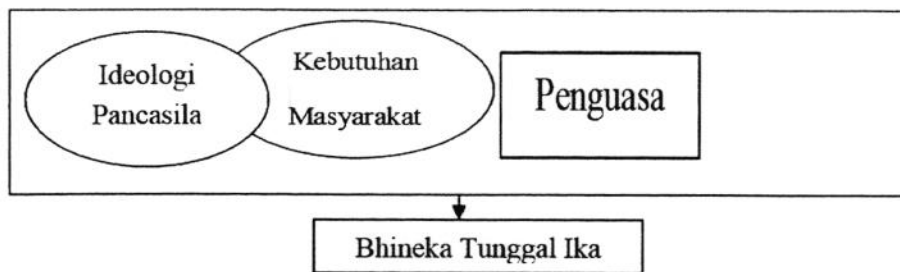 Ideologi
Pancasila
Kebutuhan
Masyarakat
Penguasa
Bhineka Tunggal Ika